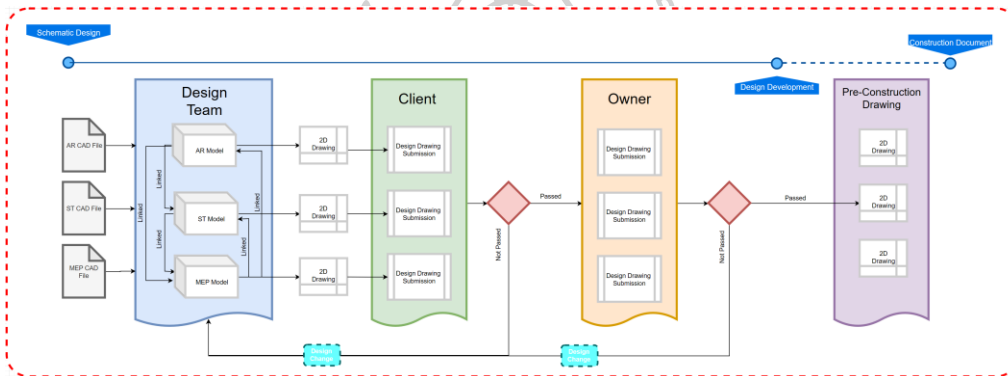 Schematic Design
Construction Document
Design Development
Design
Team
Client
Owner
Pre-Construction
Drawing
AR CAD File
ST CAD File
MEP CAD
File
AR Model
ST Model
MEP Model
Linked
Linked
Linked
Linked
Linked
2D
Drawing
2D
Drawing
2D
Drawing
Design Drawing
Submission
Design Drawing
Submission
Design Drawing
Submission
Passed
Not Passed
Design Drawing
Submission
Design Drawing
Submission
Design Drawing
Submission
Passed
Not Passed
2D
Drawing
2D
Drawing
2D
Drawing
Design
Change
Design
Change